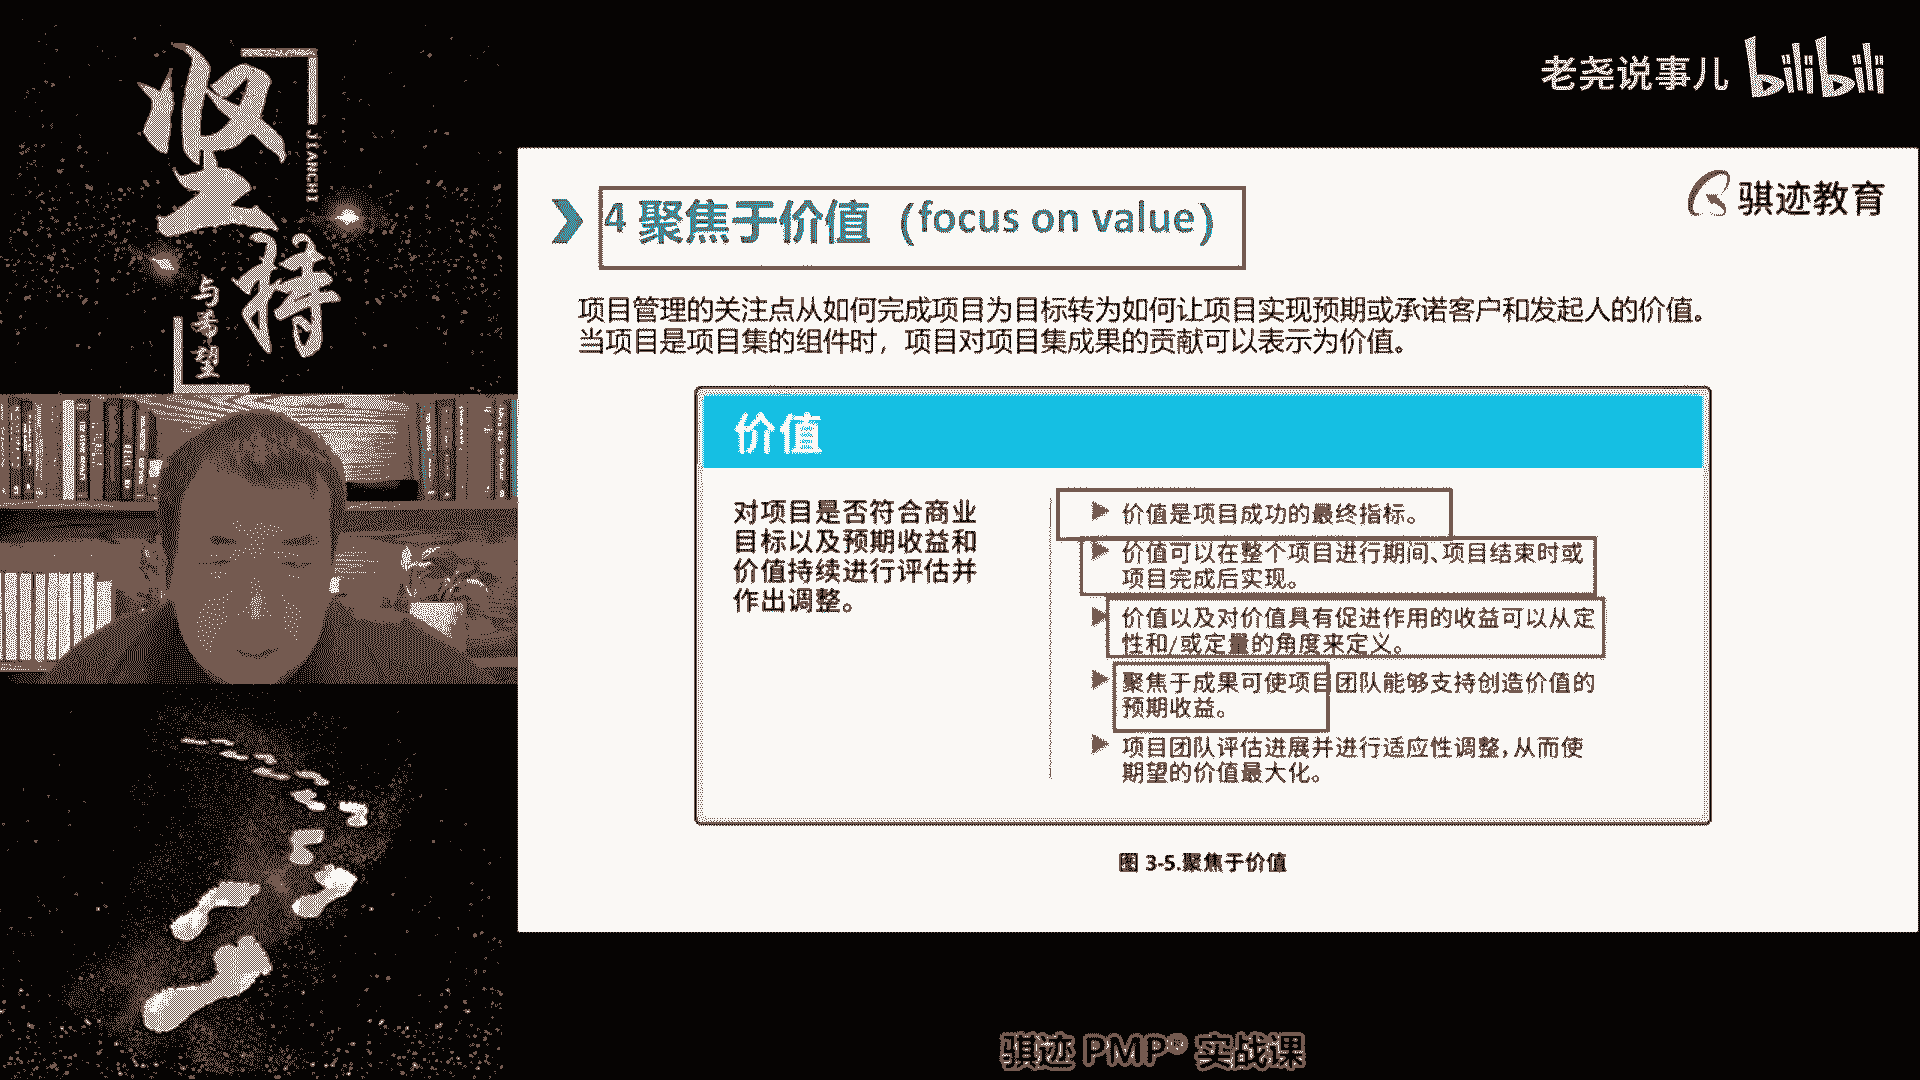 坚持
JIANCHI
与希望
老尧说事儿 bilibili
骐迹教育
4 聚焦于价值（focus on value）
项目管理的关注点从如何完成项目为目标转为如何让项目实现预期或承诺客户和发起人的价值。
当项目是项目集的组件时，项目对项目集成果的贡献可以表示为价值。
价值
对项目是否符合商业
目标以及预期收益和
价值持续进行评估并
作出调整。
价值是项目成功的最终指标。
价值可以在整个项目进行期间、项目结束时或
项目完成后实现。
价值以及对价值具有促进作用的收益可以从定
性和/或定量的角度来定义。
聚焦于成果可使项目团队能够支持创造价值的
预期收益。
项目团队评估进展并进行适应性调整，从而使
期望的价值最大化。
图 3-5.聚焦于价值
骐迹 PMP® 实战课